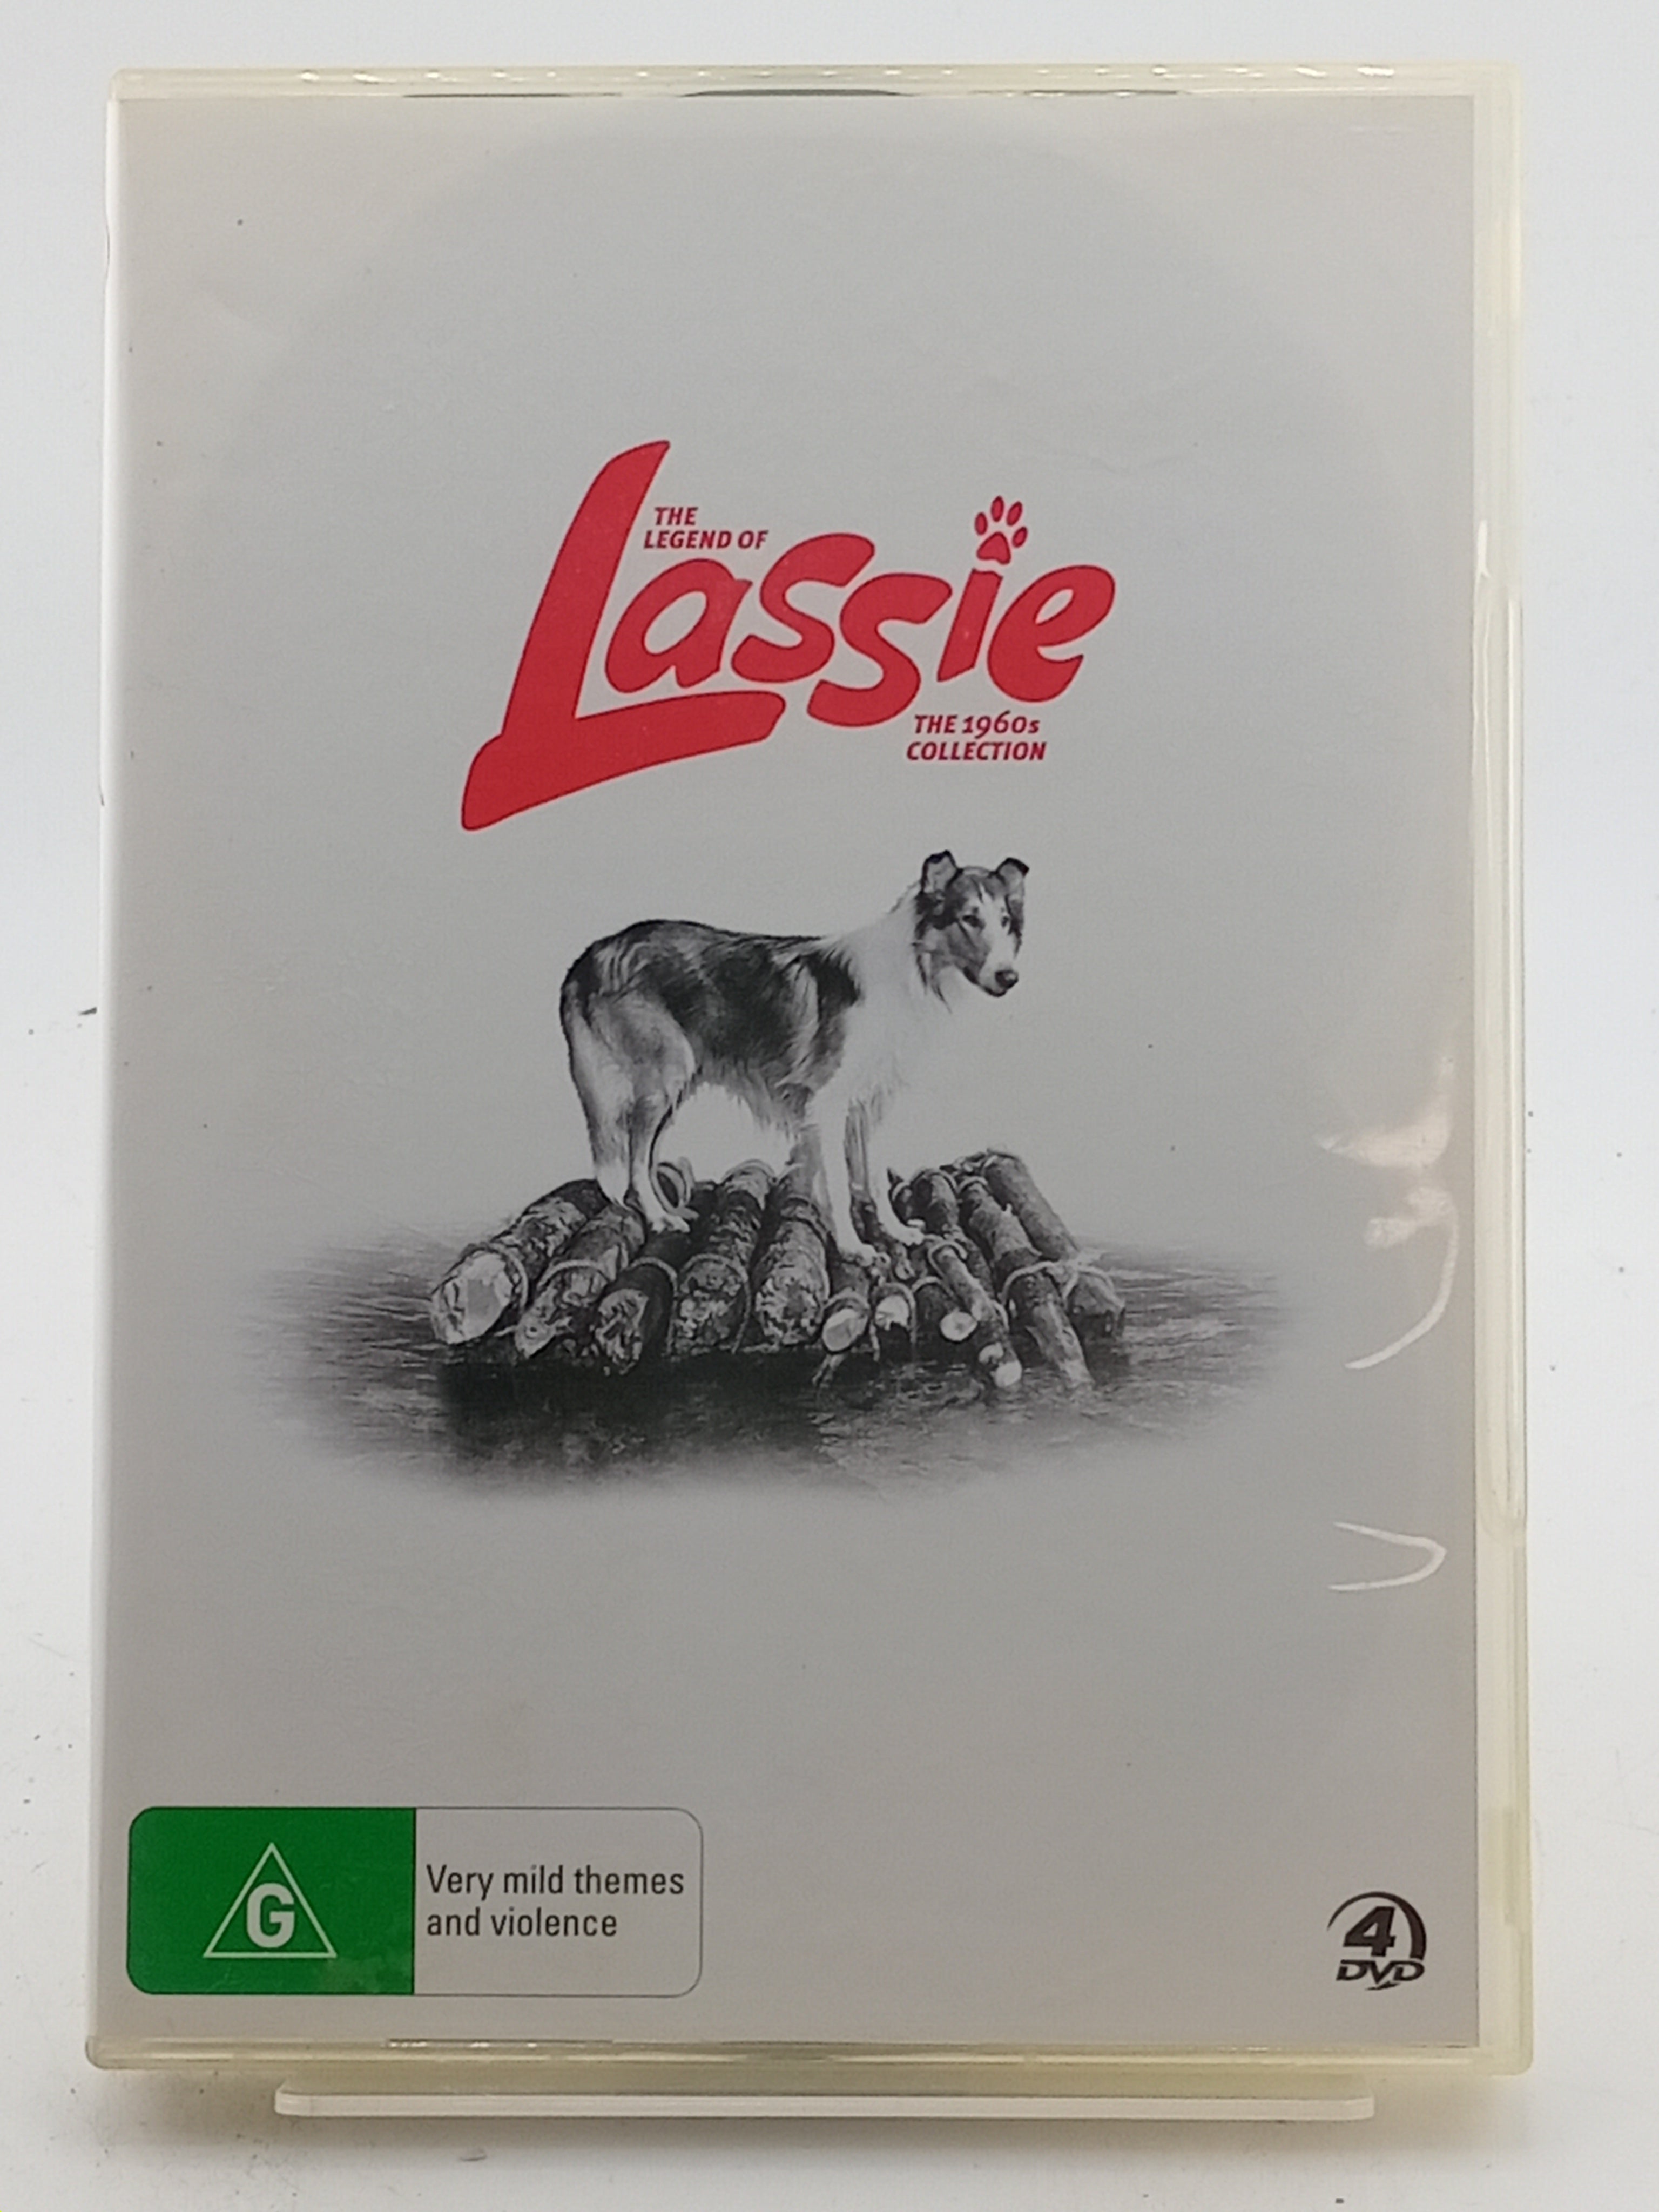 THE
LEGEND OF
Lassie
THE 1960s
COLLECTION
G
Very mild themes
and violence
4
DVD